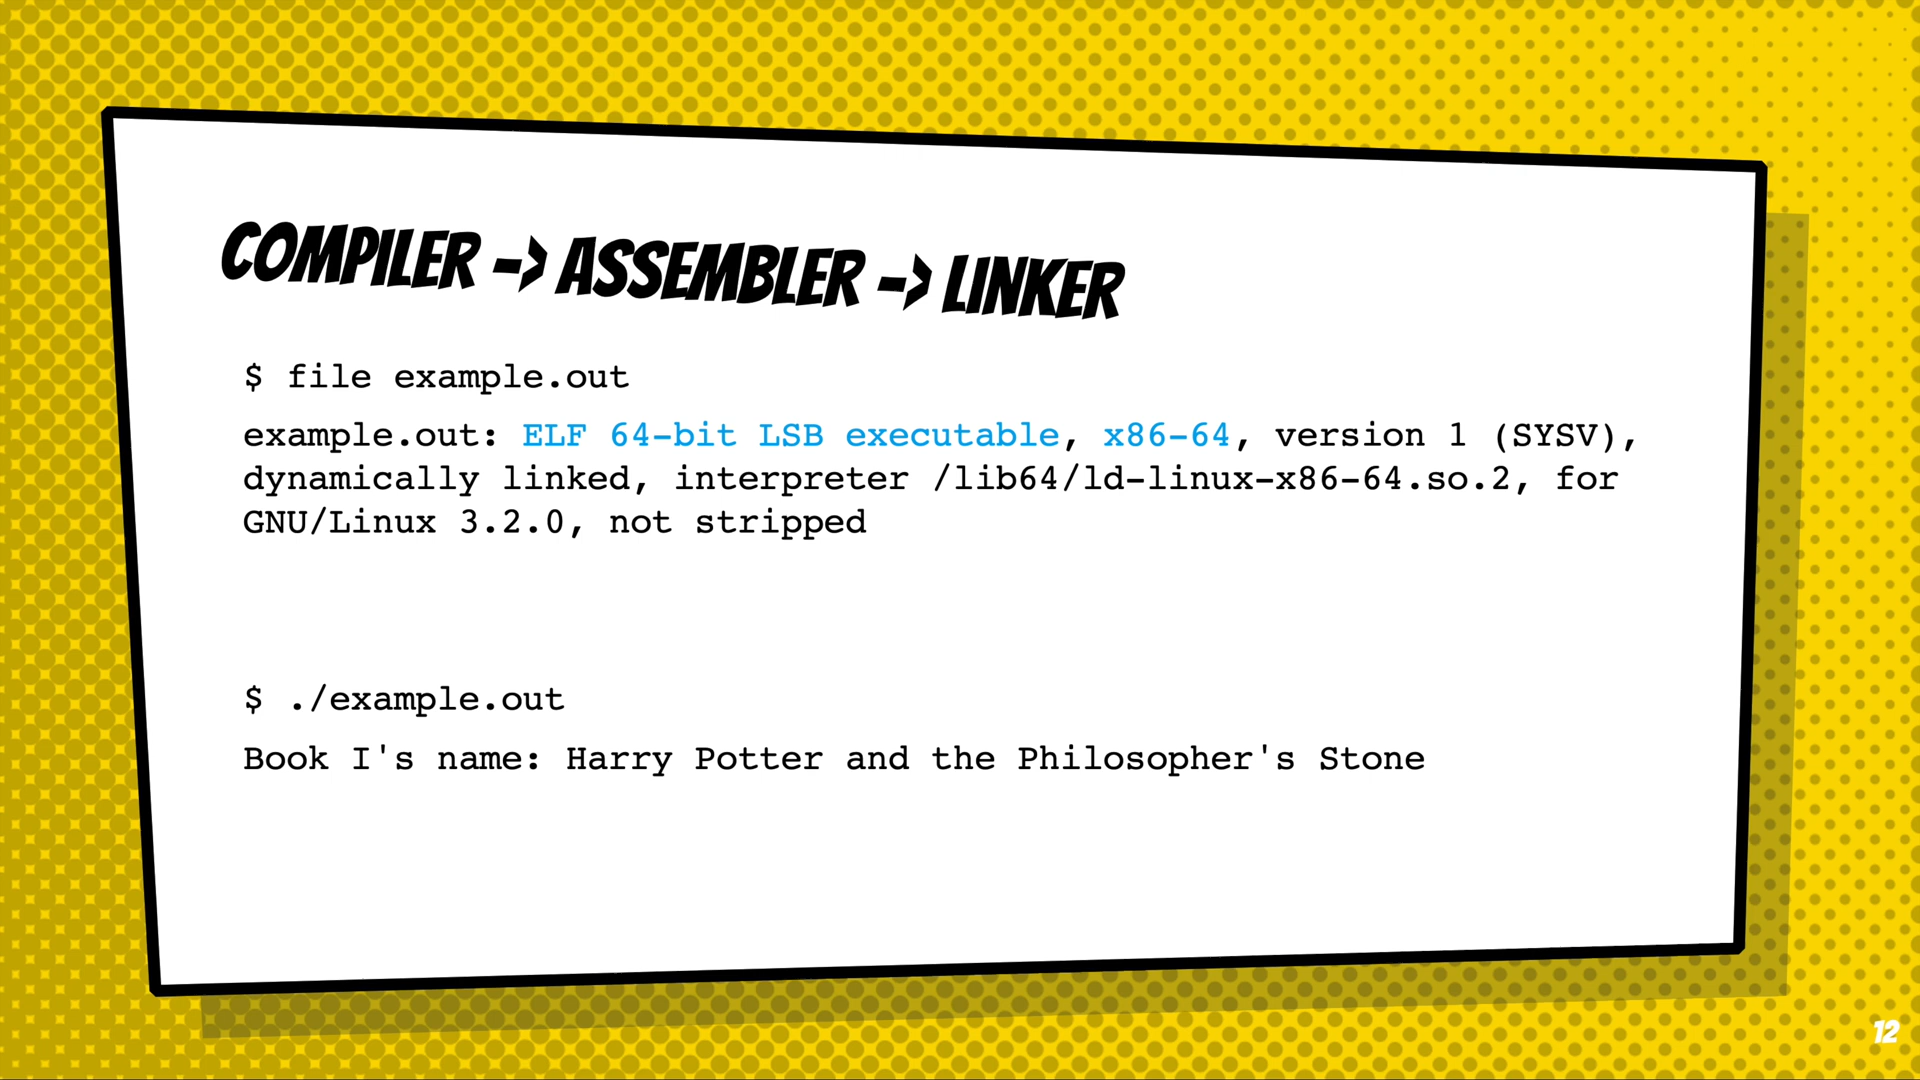 COMPILER -> ASSEMBLER -> LINKER
$ file example.out
example.out: ELF 64-bit LSB executable, x86-64, version 1 (SYSV),
dynamically linked, interpreter /lib64/ld-linux-x86-64.so.2, for
GNU/Linux 3.2.0, not stripped
$ ./example.out
Book I's name: Harry Potter and the Philosopher's Stone
12